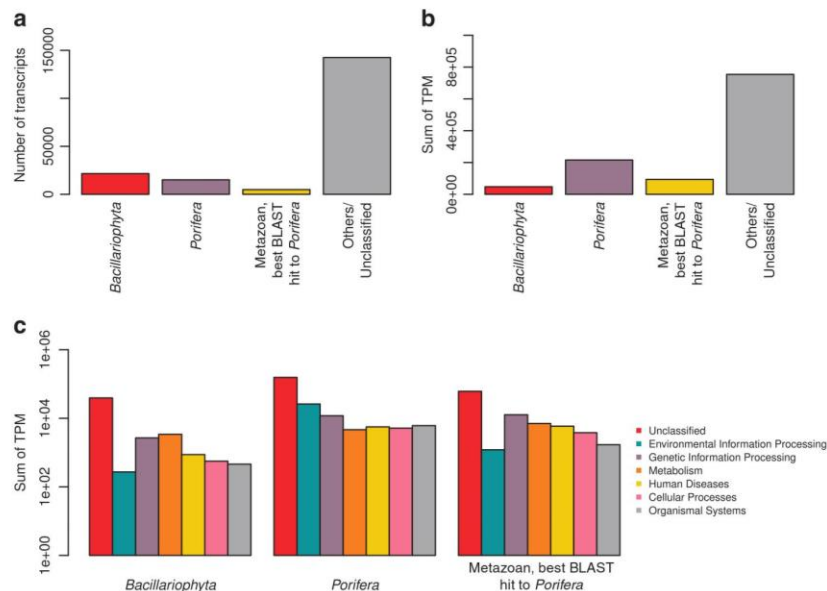 a
Number of transcripts
150000
50000
0
Bacillariophyta
Porifera
Metazoan,
best BLAST
hit to Porifera
Others/
Unclassified
b
Sum of TPM
8e+05
4e+05
0e+00
Bacillariophyta
Porifera
Metazoan,
best BLAST
hit to Porifera
Others/
Unclassified
c
Sum of TPM
1e+06
1e+04
1e+02
1e+00
Bacillariophyta
Porifera
Metazoan, best BLAST
hit to Porifera
Unclassified
Environmental Information Processing
Genetic Information Processing
Metabolism
Human Diseases
Cellular Processes
Organismal Systems